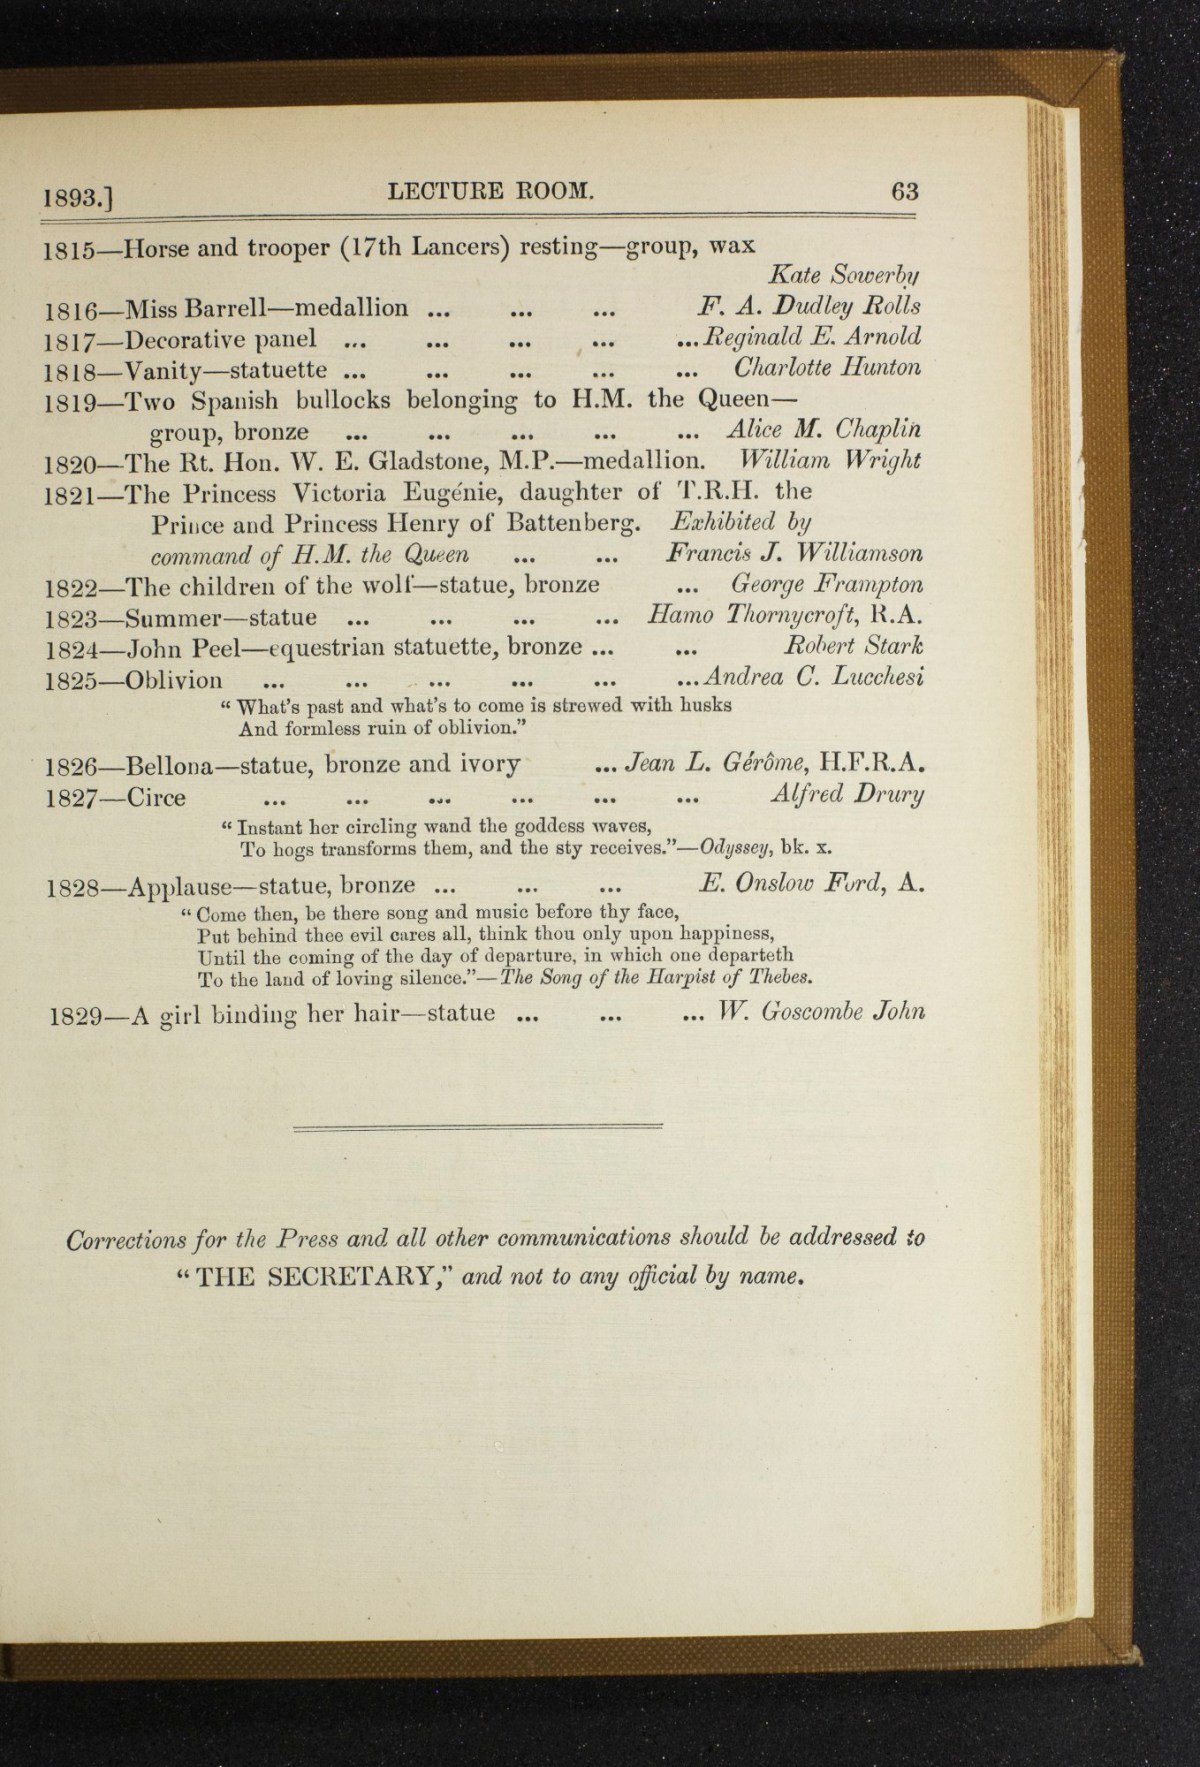 1893.] LECTURE ROOM. 63
1815—Horse and trooper (17th Lancers) resting—group, wax
Kate Sowerby
1816—Miss Barrell—medallion ... ... ... F. A. Dudley Rolls
1817—Decorative panel ... ... ... ... ...Reginald E. Arnold
1818—Vanity—statuette ... ... ... ... ... Charlotte Hunton
1819—Two Spanish bullocks belonging to H.M. the Queen—
group, bronze ... ... ... ... ... Alice M. Chaplin
1820—The Rt. Hon. W. E. Gladstone, M.P.—medallion. William Wright
1821—The Princess Victoria Eugénie, daughter of T.R.H. the
Prince and Princess Henry of Battenberg. Exhibited by
command of H.M. the Queen ... ... Francis J. Williamson
1822—The children of the wolf—statue, bronze ... George Frampton
1823—Summer—statue ... ... ... ... Hamo Thornycroft, R.A.
1824—John Peel—equestrian statuette, bronze ... ... Robert Stark
1825—Oblivion ... ... ... ... ... ...Andrea C. Lucchesi
“ What's past and what's to come is strewed with husks
And formless ruin of oblivion.”
1826—Bellona—statue, bronze and ivory ... Jean L. Gérôme, H.F.R.A.
1827—Circe ... ... ... ... ... ... Alfred Drury
“ Instant her circling wand the goddess waves,
To hogs transforms them, and the sty receives.”—Odyssey, bk. x.
1828—Applause—statue, bronze ... ... ... E. Onslow Ford, A.
“ Come then, be there song and music before thy face,
Put behind thee evil cares all, think thou only upon happiness,
Until the coming of the day of departure, in which one departeth
To the land of loving silence.”—The Song of the Harpist of Thebes.
1829—A girl binding her hair—statue ... ... ... W. Goscombe John
Corrections for the Press and all other communications should be addressed to
“ THE SECRETARY,” and not to any official by name.